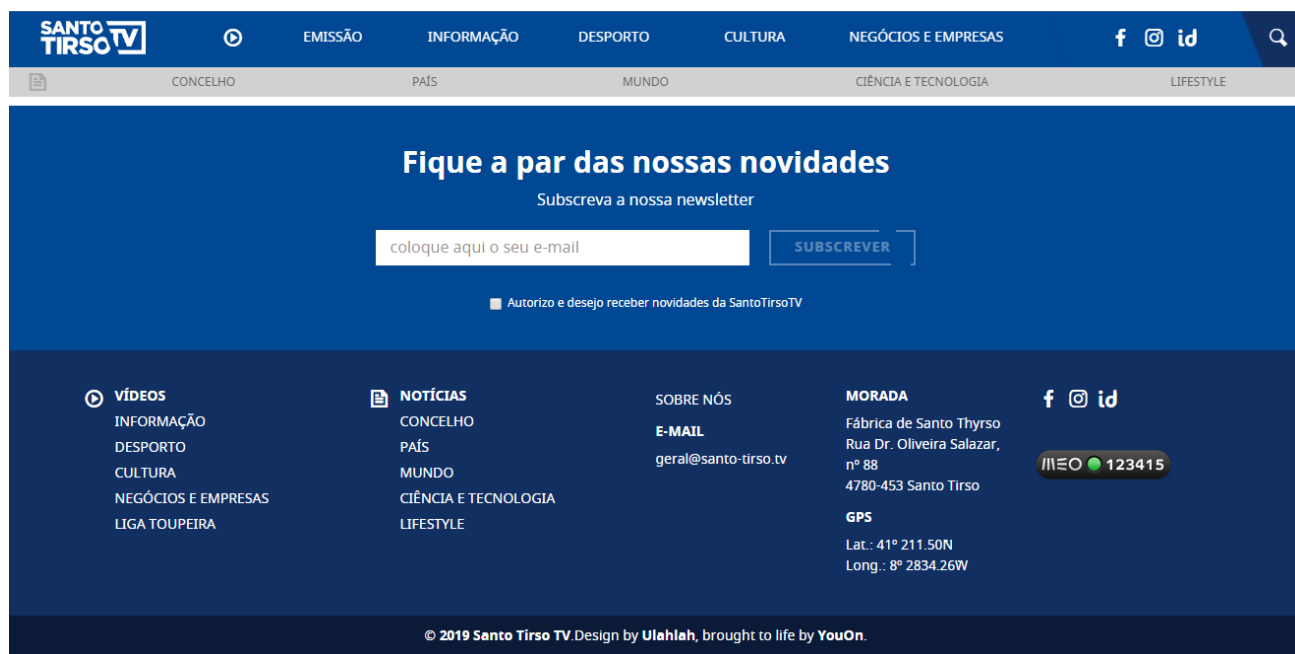 SANTO TIRSO TV
EMISSÃO
INFORMAÇÃO
DESPORTO
CULTURA
NEGÓCIOS E EMPRESAS
f
id
CONCELHO
PAÍS
MUNDO
CIÊNCIA E TECNOLOGIA
LIFESTYLE
Fique a par das nossas novidades
Subscreva a nossa newsletter
coloque aqui o seu e-mail
SUBSCREVER
Autorizo e desejo receber novidades da SantoTirsoTV
VÍDEOS
INFORMAÇÃO
DESPORTO
CULTURA
NEGÓCIOS E EMPRESAS
LIGA TOUPEIRA
NOTÍCIAS
CONCELHO
PAÍS
MUNDO
CIÊNCIA E TECNOLOGIA
LIFESTYLE
SOBRE NÓS
E-MAIL
geral@santo-tirso.tv
MORADA
Fábrica de Santo Thyrso
Rua Dr. Oliveira Salazar,
nº 88
4780-453 Santo Tirso
GPS
Lat.: 41º 211.50N
Long.: 8º 2834.26W
f
id
MEO 123415
© 2019 Santo Tirso TV.Design by Ulahlah, brought to life by YouOn.